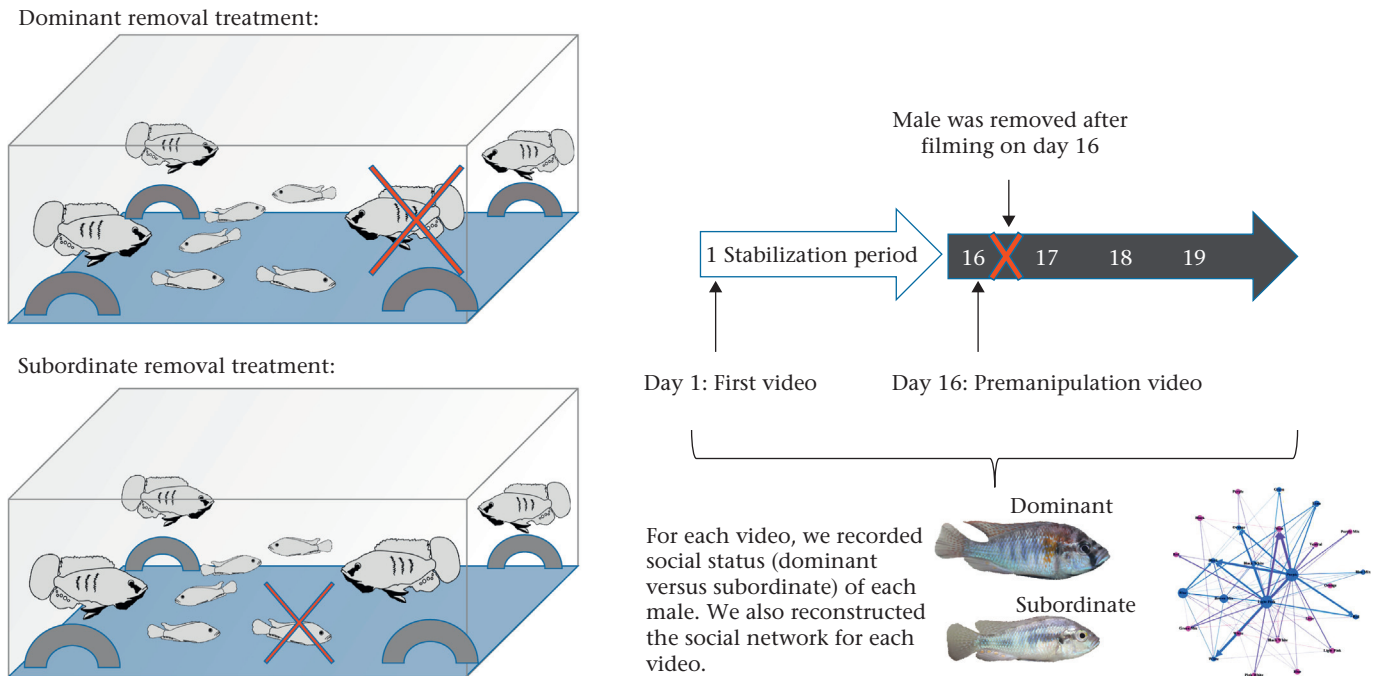 Dominant removal treatment:
Subordinate removal treatment:
Male was removed after
filming on day 16
1 Stabilization period
16 17 18 19
Day 1: First video
Day 16: Premanipulation video
For each video, we recorded
social status (dominant
versus subordinate) of each
male. We also reconstructed
the social network for each
video.
Dominant
Subordinate